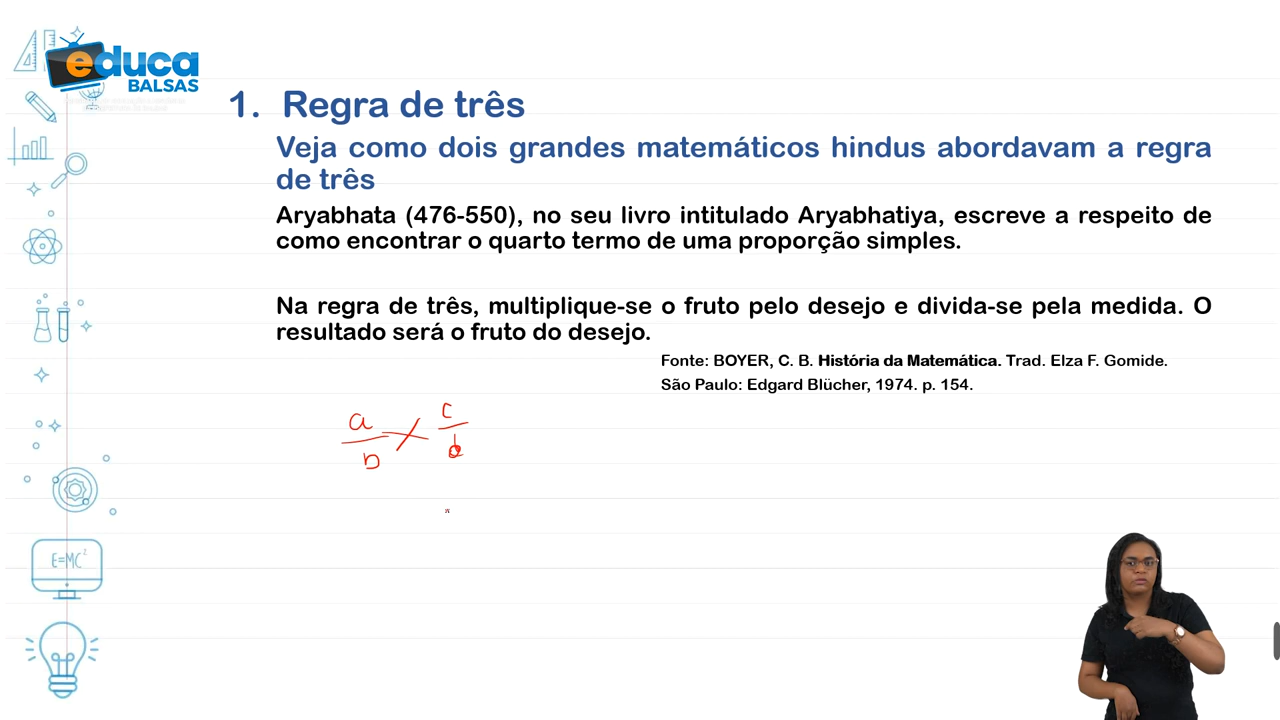 educa
BALSAS
1. Regra de três
Veja como dois grandes matemáticos hindus abordavam a regra
de três
Aryabhata (476-550), no seu livro intitulado Aryabhatiya, escreve a respeito de
como encontrar o quarto termo de uma proporção simples.
Na regra de três, multiplique-se o fruto pelo desejo e divida-se pela medida. O
resultado será o fruto do desejo.
Fonte: BOYER, C. B. História da Matemática. Trad. Elza F. Gomide.
São Paulo: Edgard Blücher, 1974. p. 154.
a c
b d
E=MC²